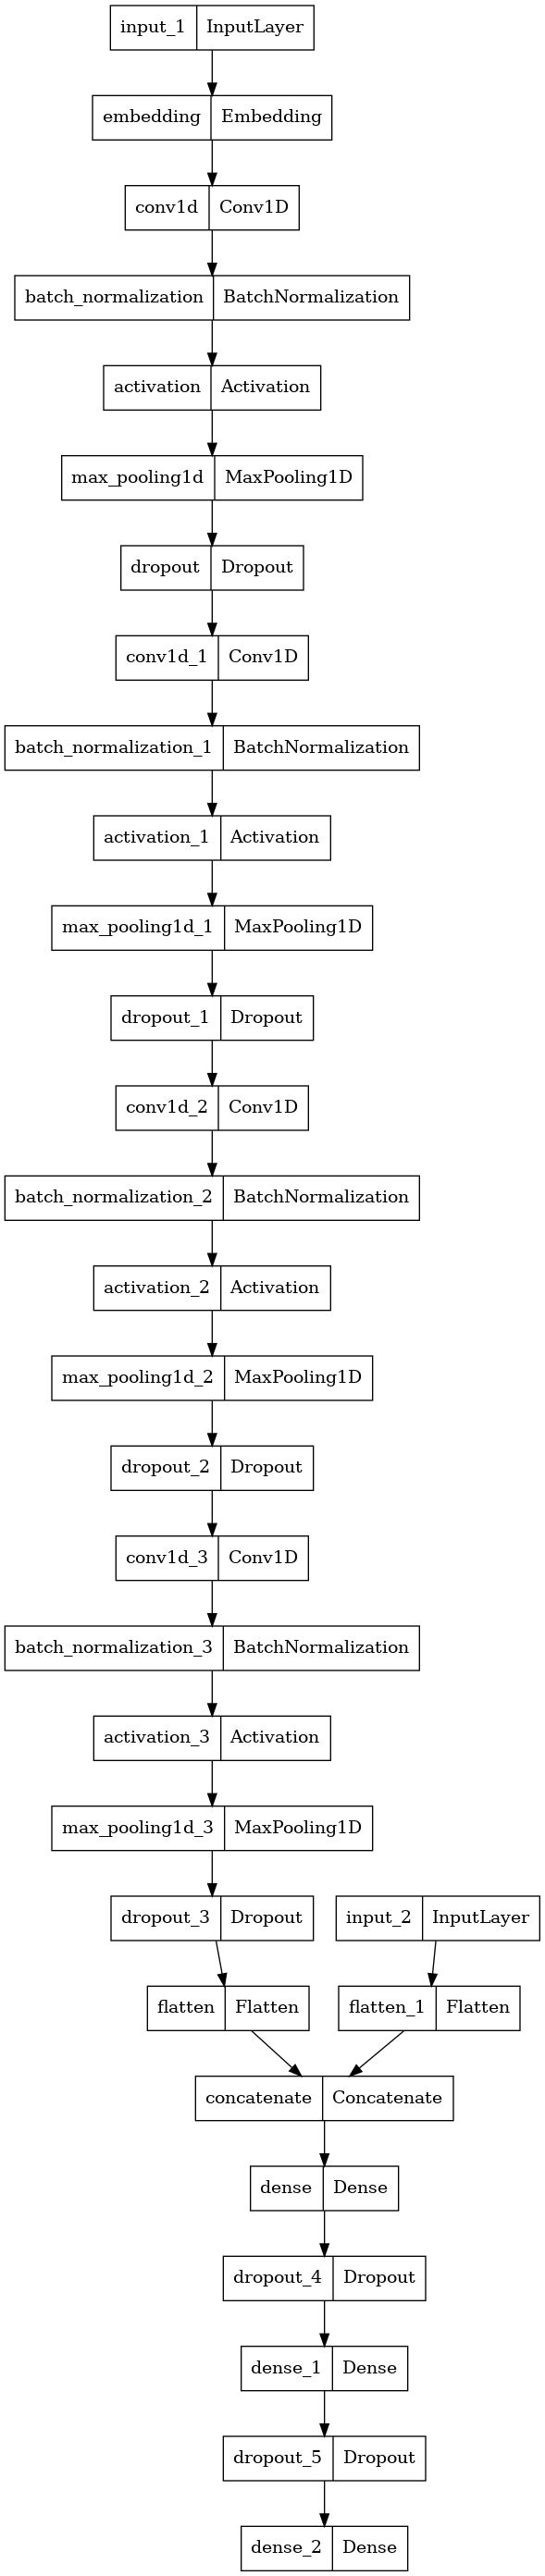 input_1 InputLayer
embedding Embedding
conv1d Conv1D
batch_normalization BatchNormalization
activation Activation
max_pooling1d MaxPooling1D
dropout Dropout
conv1d_1 Conv1D
batch_normalization_1 BatchNormalization
activation_1 Activation
max_pooling1d_1 MaxPooling1D
dropout_1 Dropout
conv1d_2 Conv1D
batch_normalization_2 BatchNormalization
activation_2 Activation
max_pooling1d_2 MaxPooling1D
dropout_2 Dropout
conv1d_3 Conv1D
batch_normalization_3 BatchNormalization
activation_3 Activation
max_pooling1d_3 MaxPooling1D
dropout_3 Dropout input_2 InputLayer
flatten Flatten flatten_1 Flatten
concatenate Concatenate
dense Dense
dropout_4 Dropout
dense_1 Dense
dropout_5 Dropout
dense_2 Dense